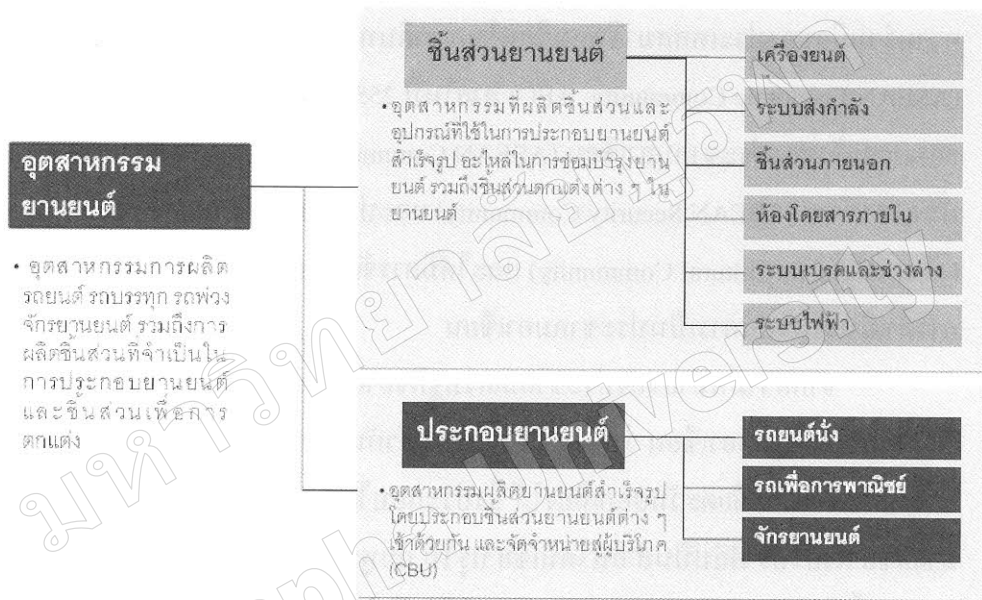 อุตสาหกรรม
ยานยนต์
• อุตสาหกรรมการผลิต
รถยนต์ รถบรรทุก รถพ่วง
จักรยานยนต์ รวมถึงการ
ผลิตชิ้นส่วนที่จำเป็นใน
การประกอบยานยนต์
และชิ้นส่วนเพื่อการ
ตกแต่ง
ชิ้นส่วนยานยนต์
• อุตสาหกรรมที่ผลิตชิ้นส่วนและ
อุปกรณ์ที่ใช้ในการประกอบยานยนต์
สำเร็จรูป อะไหล่ในการซ่อมบำรุงยาน
ยนต์ รวมถึงชิ้นส่วนตกแต่งต่าง ๆ ใน
ยานยนต์
เครื่องยนต์
ระบบส่งกำลัง
ชิ้นส่วนภายนอก
ห้องโดยสารภายใน
ระบบเบรคและช่วงล่าง
ระบบไฟฟ้า
ประกอบยานยนต์
• อุตสาหกรรมผลิตยานยนต์สำเร็จรูป
โดยประกอบชิ้นส่วนยานยนต์ต่าง ๆ
เข้าด้วยกัน และจัดจำหน่ายสู่ผู้บริโภค
(CBU)
รถยนต์นั่ง
รถเพื่อการพาณิชย์
จักรยานยนต์
มหาวิทยาลัยบูรพา
Burapha University